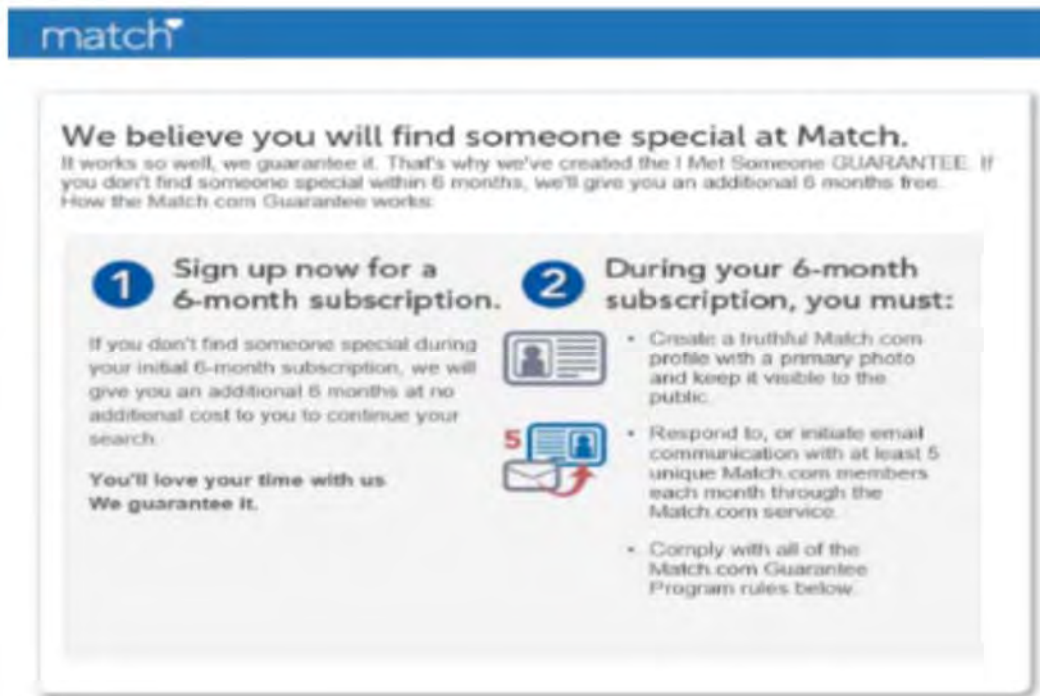 match
We believe you will find someone special at Match.
It works so well, we guarantee it. That's why we've created the I Met Someone GUARANTEE. If
you don't find someone special within 6 months, we'll give you an additional 6 months free.
How the Match.com Guarantee works:
1
Sign up now for a
6-month subscription.
If you don't find someone special during
your initial 6-month subscription, we will
give you an additional 6 months at no
additional cost to you to continue your
search.
You'll love your time with us
We guarantee it.
2
During your 6-month
subscription, you must:
• Create a truthful Match.com
profile with a primary photo
and keep it visible to the
public.
5
• Respond to, or initiate email
communication with at least 5
unique Match.com members
each month through the
Match.com service.
• Comply with all of the
Match.com Guarantee
Program rules below.